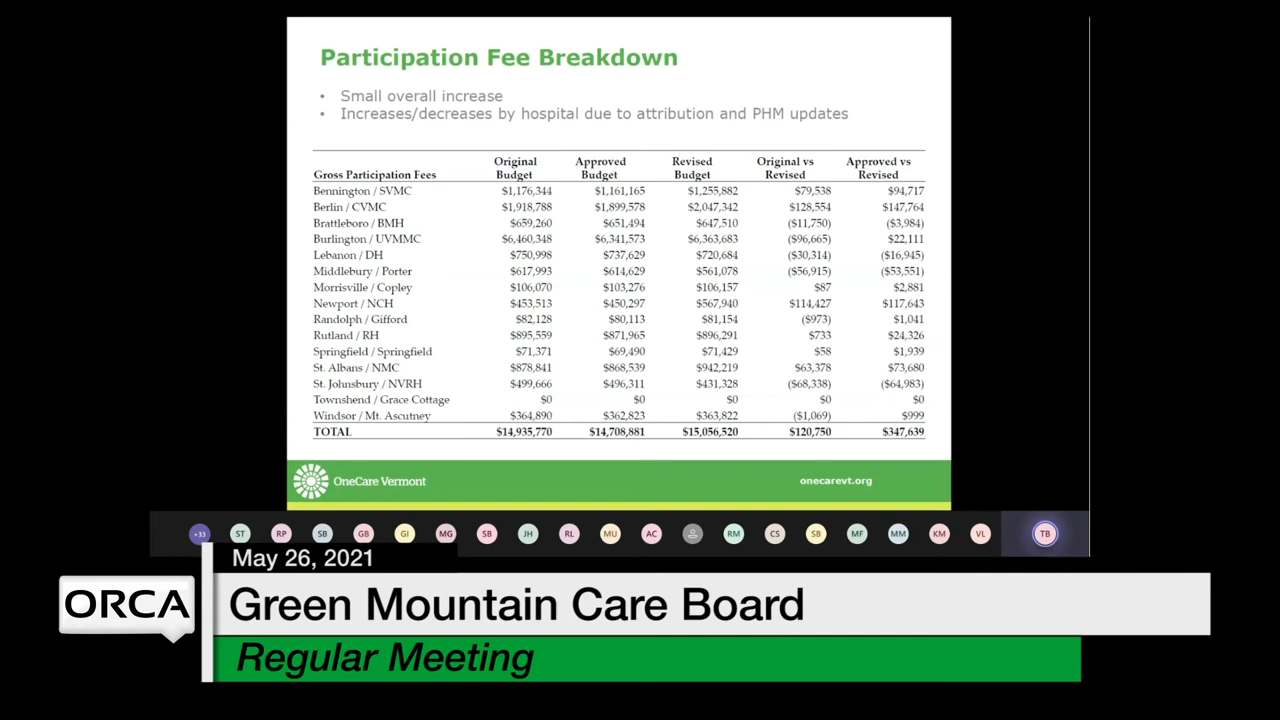 Participation Fee Breakdown
• Small overall increase
• Increases/decreases by hospital due to attribution and PHM updates
Gross Participation Fees Original Budget Approved Budget Revised Budget Original vs Revised Approved vs Revised
Bennington / SVMC $1,176,344 $1,161,165 $1,255,882 $79,538 $94,717
Berlin / CVMC $1,918,788 $1,899,578 $2,047,342 $128,554 $147,764
Brattleboro / BMH $659,260 $651,494 $647,510 ($11,750) ($3,984)
Burlington / UVMMC $6,460,348 $6,341,573 $6,363,683 ($96,665) $22,111
Lebanon / DH $750,998 $737,629 $720,684 ($30,314) ($16,945)
Middlebury / Porter $617,993 $614,629 $561,078 ($56,915) ($53,551)
Morrisville / Copley $106,070 $103,276 $106,157 $87 $2,881
Newport / NCH $453,513 $450,297 $567,940 $114,427 $117,643
Randolph / Gifford $82,128 $80,113 $81,154 ($973) $1,041
Rutland / RH $895,559 $871,965 $896,291 $733 $24,326
Springfield / Springfield $71,371 $69,490 $71,429 $58 $1,939
St. Albans / NMC $878,841 $868,539 $942,219 $63,378 $73,680
St. Johnsbury / NVRH $499,666 $496,311 $431,328 ($68,338) ($64,983)
Townshend / Grace Cottage $0 $0 $0 $0 $0
Windsor / Mt. Ascutney $364,890 $362,823 $363,822 ($1,069) $999
TOTAL $14,935,770 $14,708,881 $15,056,520 $120,750 $347,639
OneCare Vermont onecarevt.org
+33 ST RP SB GB GI MG SB JH RL MU AC RM CS SB MF MM KM VL TB
May 26, 2021
ORCA Green Mountain Care Board
Regular Meeting